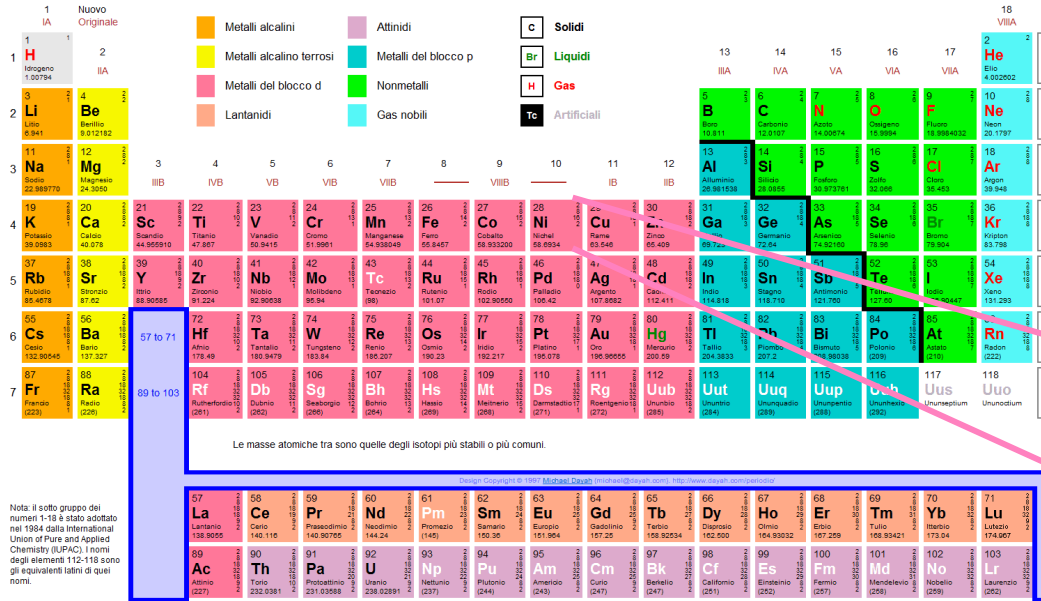 1
IA
Nuovo
Originale
2
IIA
3
IIIB
4
IVB
5
VB
6
VIB
7
VIIB
8
9
VIIIB
10
11
IB
12
IIB
13
IIIA
14
IVA
15
VA
16
VIA
17
VIIA
18
VIIIA
Metalli alcalini
Metalli alcalino terrosi
Metalli del blocco d
Lantanidi
Attinidi
Metalli del blocco p
Nonmetalli
Gas nobili
C Solidi
Br Liquidi
H Gas
Tc Artificiali
1
1
H
Idrogeno
1.00794
2
He
Elio
4.002602
2
3
Li
Litio
6.941
4
Be
Berillio
9.012182
5
B
Boro
10.811
6
C
Carbonio
12.0107
7
N
Azoto
14.00674
8
O
Ossigeno
15.9994
9
F
Fluoro
18.9984032
10
Ne
Neon
20.1797
3
11
Na
Sodio
22.989770
12
Mg
Magnesio
24.3050
13
Al
Alluminio
26.981538
14
Si
Silicio
28.0855
15
P
Fosforo
30.973761
16
S
Zolfo
32.066
17
Cl
Cloro
35.453
18
Ar
Argon
39.948
4
19
K
Potassio
39.0983
20
Ca
Calcio
40.078
21
Sc
Scandio
44.955910
22
Ti
Titanio
47.867
23
V
Vanadio
50.9415
24
Cr
Cromo
51.9961
25
Mn
Manganese
54.938049
26
Fe
Ferro
55.8457
27
Co
Cobalto
58.933200
28
Ni
Nichel
58.6934
29
Cu
Rame
63.546
30
Zn
Zinco
65.409
31
Ga
Gallio
69.723
32
Ge
Germanio
72.64
33
As
Arsenico
74.92160
34
Se
Selenio
78.96
35
Br
Bromo
79.904
36
Kr
Kripton
83.798
5
37
Rb
Rubidio
85.4678
38
Sr
Stronzio
87.62
39
Y
Ittrio
88.90585
40
Zr
Zirconio
91.224
41
Nb
Niobio
92.90638
42
Mo
Molibdeno
95.94
43
Tc
Tecnezio
(98)
44
Ru
Rutenio
101.07
45
Rh
Rodio
102.90550
46
Pd
Palladio
106.42
47
Ag
Argento
107.8682
48
Cd
112.411
49
In
Indio
114.818
50
Sn
Stagno
118.710
51
Sb
Antimonio
121.760
52
Te
127.60
53
I
Iodio
54
Xe
Xeno
131.293
6
55
Cs
Cesio
132.90545
56
Ba
Bario
137.327
57 to 71
72
Hf
Afnio
178.49
73
Ta
Tantalio
180.9479
74
W
Tungsteno
183.84
75
Re
Renio
186.207
76
Os
Osmio
190.23
77
Ir
Iridio
192.217
78
Pt
Platino
195.078
79
Au
Oro
196.96655
80
Hg
Mercurio
200.59
81
Tl
Tallio
204.3833
82
Pb
Piombo
207.2
83
Bi
Bismuto
84
Po
Polonio
(209)
85
At
Astato
(210)
Rn
Radon
(222)
7
87
Fr
Franzio
(223)
88
Ra
Radio
(226)
89 to 103
104
Rf
Rutherfordio
(261)
105
Db
Dubnio
(262)
106
Sg
Seaborgio
(266)
107
Bh
Bohrio
(264)
108
Hs
Hassio
(269)
109
Mt
Meitnerio
(268)
110
Ds
Darmstadtio
(271)
111
Rg
Roentgenio
(272)
112
Uub
Ununbio
(285)
113
Uut
Ununtrio
(284)
114
Uuq
Ununquadio
(289)
115
Uup
Ununpentio
(288)
116
Uuh
Ununhexio
(292)
117
Uus
Ununseptium
118
Uuo
Ununoctium
Le masse atomiche tra sono quelle degli isotopi più stabili o più comuni.
Design Copyright © 1997 Michael Dayah (michael@dayah.com). http://www.dayah.com/periodic/
Nota: il sotto gruppo dei
numeri 1-18 è stato adottato
nel 1984 dalla International
Union of Pure and Applied
Chemistry (IUPAC). I nomi
degli elementi 112-118 sono
gli equivalenti latini di quei
nomi.
57
La
Lantanio
138.9055
58
Ce
Cerio
140.116
59
Pr
Praseodimio
140.90765
60
Nd
Neodimio
144.24
61
Pm
Promezio
(145)
62
Sm
Samario
150.36
63
Eu
Europio
151.964
64
Gd
Gadolinio
157.25
65
Tb
Terbio
158.92534
66
Dy
Disprosio
162.500
67
Ho
Olmio
164.93032
68
Er
Erbio
167.259
69
Tm
Tulio
168.93421
70
Yb
Itterbio
173.04
71
Lu
Lutezio
174.967
89
Ac
Attinio
(227)
90
Th
Torio
232.0381
91
Pa
Protoattinio
231.03588
92
U
Uranio
238.02891
93
Np
Nettunio
(237)
94
Pu
Plutonio
(244)
95
Am
Americio
(243)
96
Cm
Curio
(247)
97
Bk
Berkelio
(247)
98
Cf
Californio
(251)
99
Es
Einsteinio
(252)
100
Fm
Fermio
(257)
101
Md
Mendelevio
(258)
102
No
Nobelio
(259)
103
Lr
Laurenzio
(262)